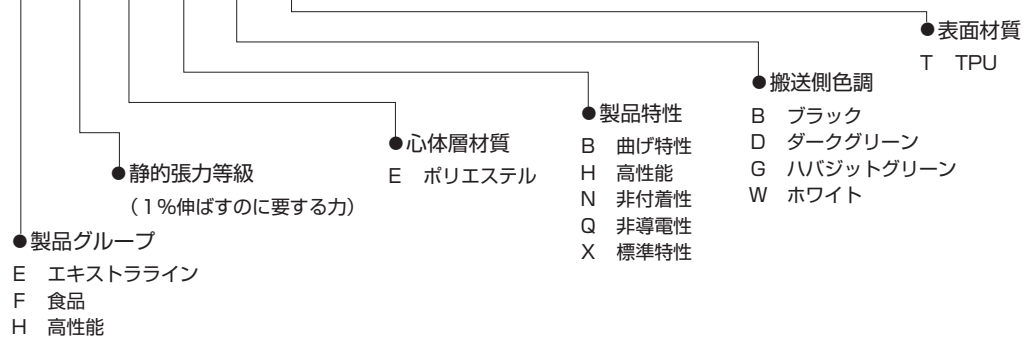 ●表面材質
T TPU
●搬送側色調
B ブラック
D ダークグリーン
G ハバジットグリーン
W ホワイト
●製品特性
B 曲げ特性
H 高性能
N 非付着性
Q 非導電性
X 標準特性
●心体層材質
E ポリエステル
●静的張力等級
（1%伸ばすのに要する力）
●製品グループ
E エキストラライン
F 食品
H 高性能